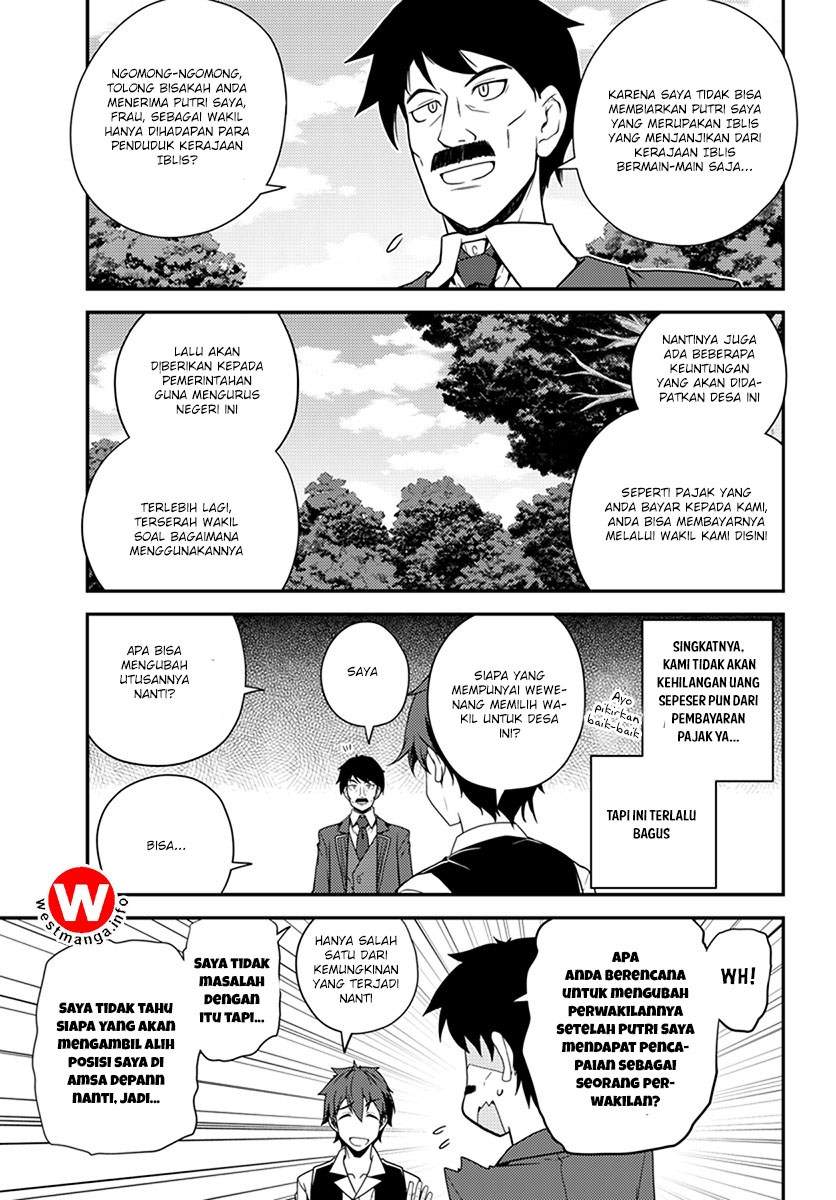 KARENA SAYA TIDAK BISA
MEMBIARKAN PUTRI SAYA
YANG MERUPAKAN IBLIS
YANG MENJANJIKAN DARI
KERAJAAN IBLIS
BERMAIN-MAIN SAJA...
NGOMONG-NGOMONG,
TOLONG BISAKAH ANDA
MENERIMA PUTRI SAYA,
FRAU, SEBAGAI WAKIL
HANYA DIHADAPAN PARA
PENDUDUK KERAJAAN
IBLIS?
NANTINYA JUGA
ADA BEBERAPA
KEUNTUNGAN
YANG AKAN DIDA-
PATKAN DESA INI
SEPERTI PAJAK YANG
ANDA BAYAR KEPADA KAMI,
ANDA BISA MEMBAYARNYA
MELALUI WAKIL KAMI DISINI
LALU AKAN
DIBERIKAN KEPADA
PEMERINTAHAN
GUNA MENGURUS
NEGERI INI
TERLEBIH LAGI,
TERSERAH WAKIL
SOAL BAGAIMANA
MENGGUNAKANNYA
SINGKATNYA,
KAMI TIDAK AKAN
KEHILANGAN UANG
SEPESER PUN DARI
PEMBAYARAN
PAJAK YA...
TAPI INI TERLALU
BAGUS
Ayo
pikirkan
baik-baik
SIAPA YANG
MEMPUNYAI WEWE-
NANG MEMILIH WA-
KIL UNTUK DESA
INI?
SAYA
APA BISA
MENGUBAH
UTUSANNYA
NANTI?
BISA...
W
westmanga.info
WH!
APA
ANDA BERENCANA
UNTUK MENGUBAH
PERWAKILANNYA
SETELAH PUTRI SAYA
MENDAPAT PENCA-
PAIAN SEBAGAI
SEORANG PER-
WAKILAN?
HANYA SALAH
SATU DARI
KEMUNGKINAN
YANG TERJADI
NANTI
SAYA TIDAK
MASALAH
DENGAN
ITU TAPI...
SAYA TIDAK TAHU
SIAPA YANG AKAN
MENGAMBIL ALIH
POSISI SAYA DI
AMSA DEPANN
NANTI, JADI...